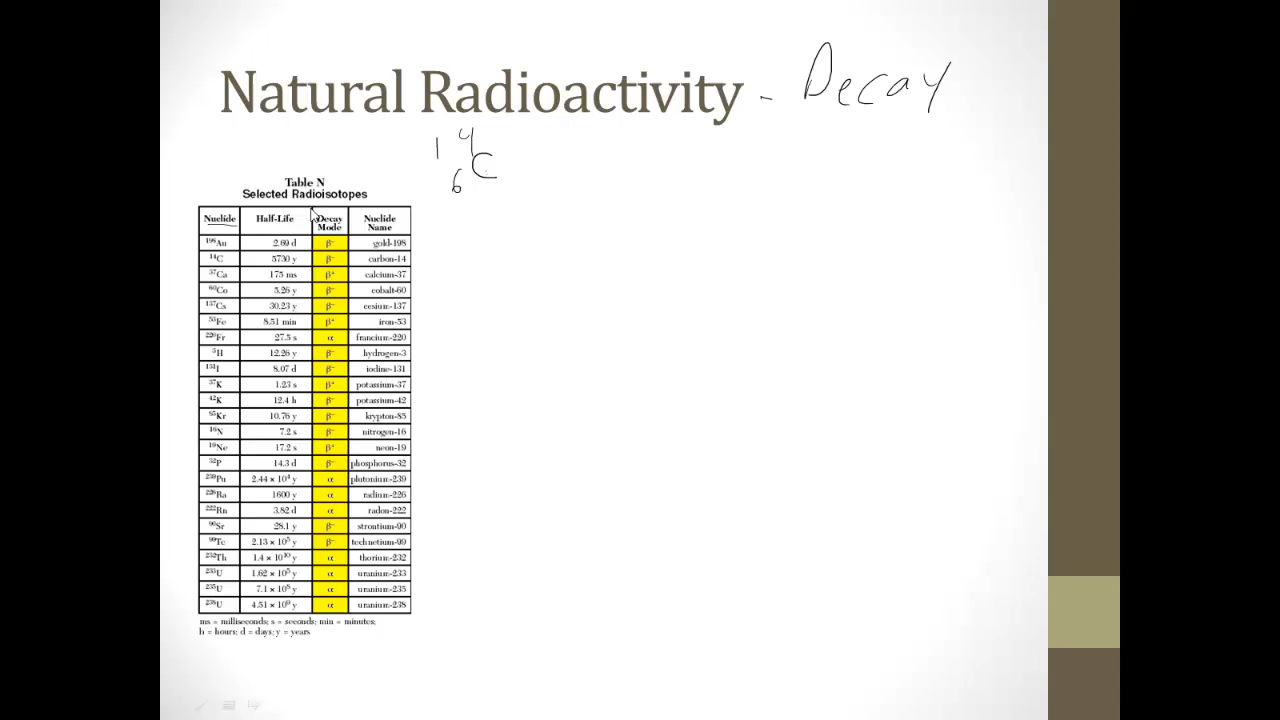 Natural Radioactivity - Decay
14
6 C
Table N
Selected Radioisotopes
Nuclide Half-Life Decay Mode Nuclide Name
¹⁹⁸Au 2.69 d β⁻ gold-198
¹⁴C 5730 y β⁻ carbon-14
³⁷Ca 175 ms β⁺ calcium-37
⁶⁰Co 5.26 y β⁻ cobalt-60
¹³⁷Cs 30.23 y β⁻ cesium-137
⁵³Fe 8.51 min β⁺ iron-53
²²⁰Fr 27.5 s α francium-220
³H 12.26 y β⁻ hydrogen-3
¹³¹I 8.07 d β⁻ iodine-131
³⁷K 1.23 s β⁺ potassium-37
⁴²K 12.4 h β⁻ potassium-42
⁸⁵Kr 10.76 y β⁻ krypton-85
¹⁶N 7.2 s β⁻ nitrogen-16
¹⁹Ne 17.2 s β⁺ neon-19
³²P 14.3 d β⁻ phosphorus-32
²³⁹Pu 2.44 × 10⁴ y α plutonium-239
²²⁶Ra 1600 y α radium-226
²²²Rn 3.82 d α radon-222
⁹⁰Sr 28.1 y β⁻ strontium-90
⁹⁹Tc 2.13 × 10⁵ y β⁻ technetium-99
²³²Th 1.4 × 10¹⁰ y α thorium-232
²³³U 1.62 × 10⁵ y α uranium-233
²³⁵U 7.1 × 10⁸ y α uranium-235
²³⁸U 4.51 × 10⁹ y α uranium-238
ms = milliseconds; s = seconds; min = minutes;
h = hours; d = days; y = years